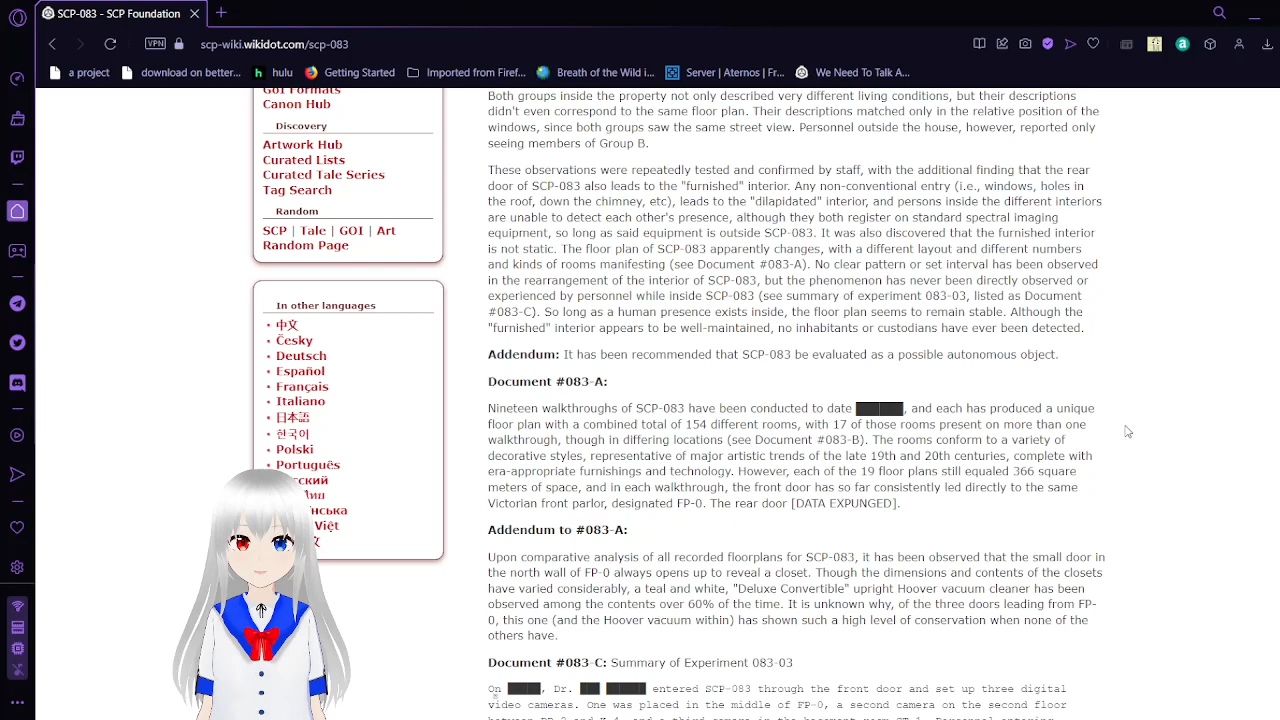 SCP-083 - SCP Foundation
VPN
scp-wiki.wikidot.com/scp-083
a project
download on better...
hulu
Getting Started
Imported from Firef...
Breath of the Wild i...
Server | Aternos | Fr...
We Need To Talk A...
GoI Formats
Canon Hub
Discovery
Artwork Hub
Curated Lists
Curated Tale Series
Tag Search
Random
SCP | Tale | GOI | Art
Random Page
In other languages
中文
Česky
Deutsch
Español
Français
Italiano
日本語
한국어
Polski
Português
сский
ไทย
їнська
Việt
文
Both groups inside the property not only described very different living conditions, but their descriptions
didn't even correspond to the same floor plan. Their descriptions matched only in the relative position of the
windows, since both groups saw the same street view. Personnel outside the house, however, reported only
seeing members of Group B.
These observations were repeatedly tested and confirmed by staff, with the additional finding that the rear
door of SCP-083 also leads to the "furnished" interior. Any non-conventional entry (i.e., windows, holes in
the roof, down the chimney, etc), leads to the "dilapidated" interior, and persons inside the different interiors
are unable to detect each other's presence, although they both register on standard spectral imaging
equipment, so long as said equipment is outside SCP-083. It was also discovered that the furnished interior
is not static. The floor plan of SCP-083 apparently changes, with a different layout and different numbers
and kinds of rooms manifesting (see Document #083-A). No clear pattern or set interval has been observed
in the rearrangement of the interior of SCP-083, but the phenomenon has never been directly observed or
experienced by personnel while inside SCP-083 (see summary of experiment 083-03, listed as Document
#083-C). So long as a human presence exists inside, the floor plan seems to remain stable. Although the
"furnished" interior appears to be well-maintained, no inhabitants or custodians have ever been detected.
Addendum: It has been recommended that SCP-083 be evaluated as a possible autonomous object.
Document #083-A:
Nineteen walkthroughs of SCP-083 have been conducted to date ███████, and each has produced a unique
floor plan with a combined total of 154 different rooms, with 17 of those rooms present on more than one
walkthrough, though in differing locations (see Document #083-B). The rooms conform to a variety of
decorative styles, representative of major artistic trends of the late 19th and 20th centuries, complete with
era-appropriate furnishings and technology. However, each of the 19 floor plans still equaled 366 square
meters of space, and in each walkthrough, the front door has so far consistently led directly to the same
Victorian front parlor, designated FP-0. The rear door [DATA EXPUNGED].
Addendum to #083-A:
Upon comparative analysis of all recorded floorplans for SCP-083, it has been observed that the small door in
the north wall of FP-0 always opens up to reveal a closet. Though the dimensions and contents of the closets
have varied considerably, a teal and white, "Deluxe Convertible" upright Hoover vacuum cleaner has been
observed among the contents over 60% of the time. It is unknown why, of the three doors leading from FP-
0, this one (and the Hoover vacuum within) has shown such a high level of conservation when none of the
others have.
Document #083-C: Summary of Experiment 083-03
On █████, Dr. ███ ██████ entered SCP-083 through the front door and set up three digital
video cameras. One was placed in the middle of FP-0, a second camera on the second floor